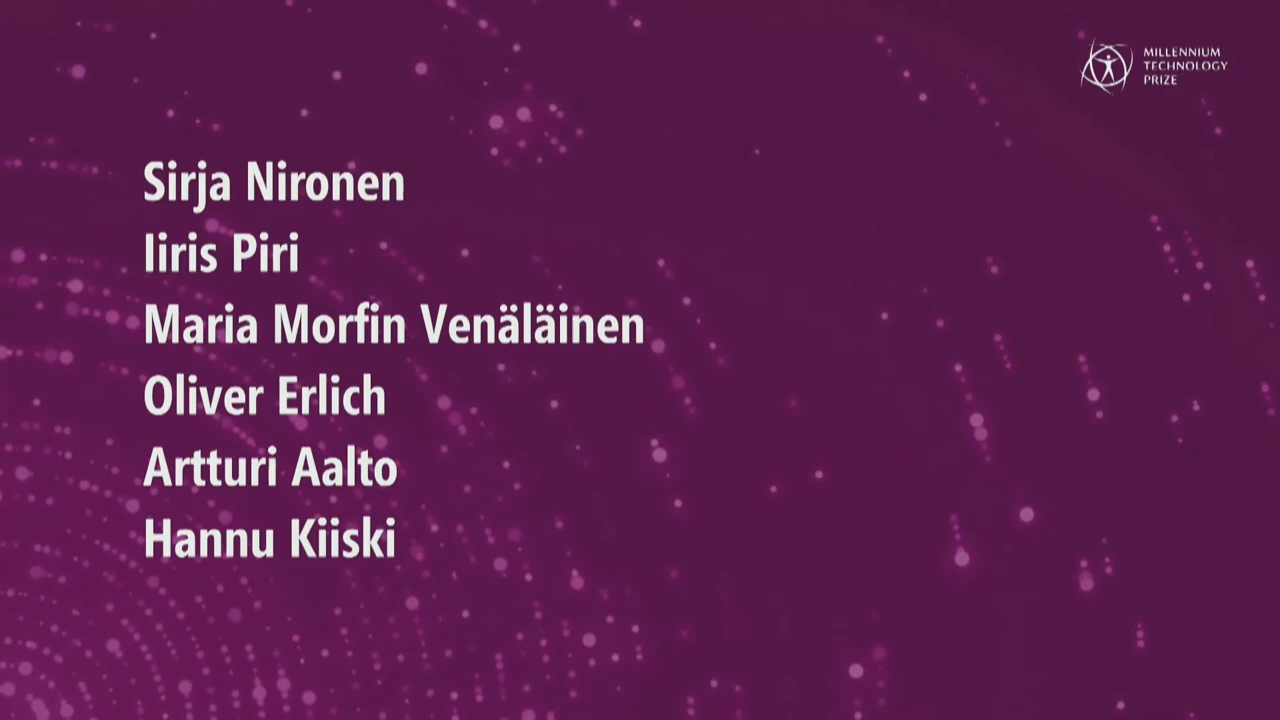 MILLENNIUM
TECHNOLOGY
PRIZE
Sirja Nironen
Iiris Piri
Maria Morfin Venäläinen
Oliver Erlich
Artturi Aalto
Hannu Kiiski